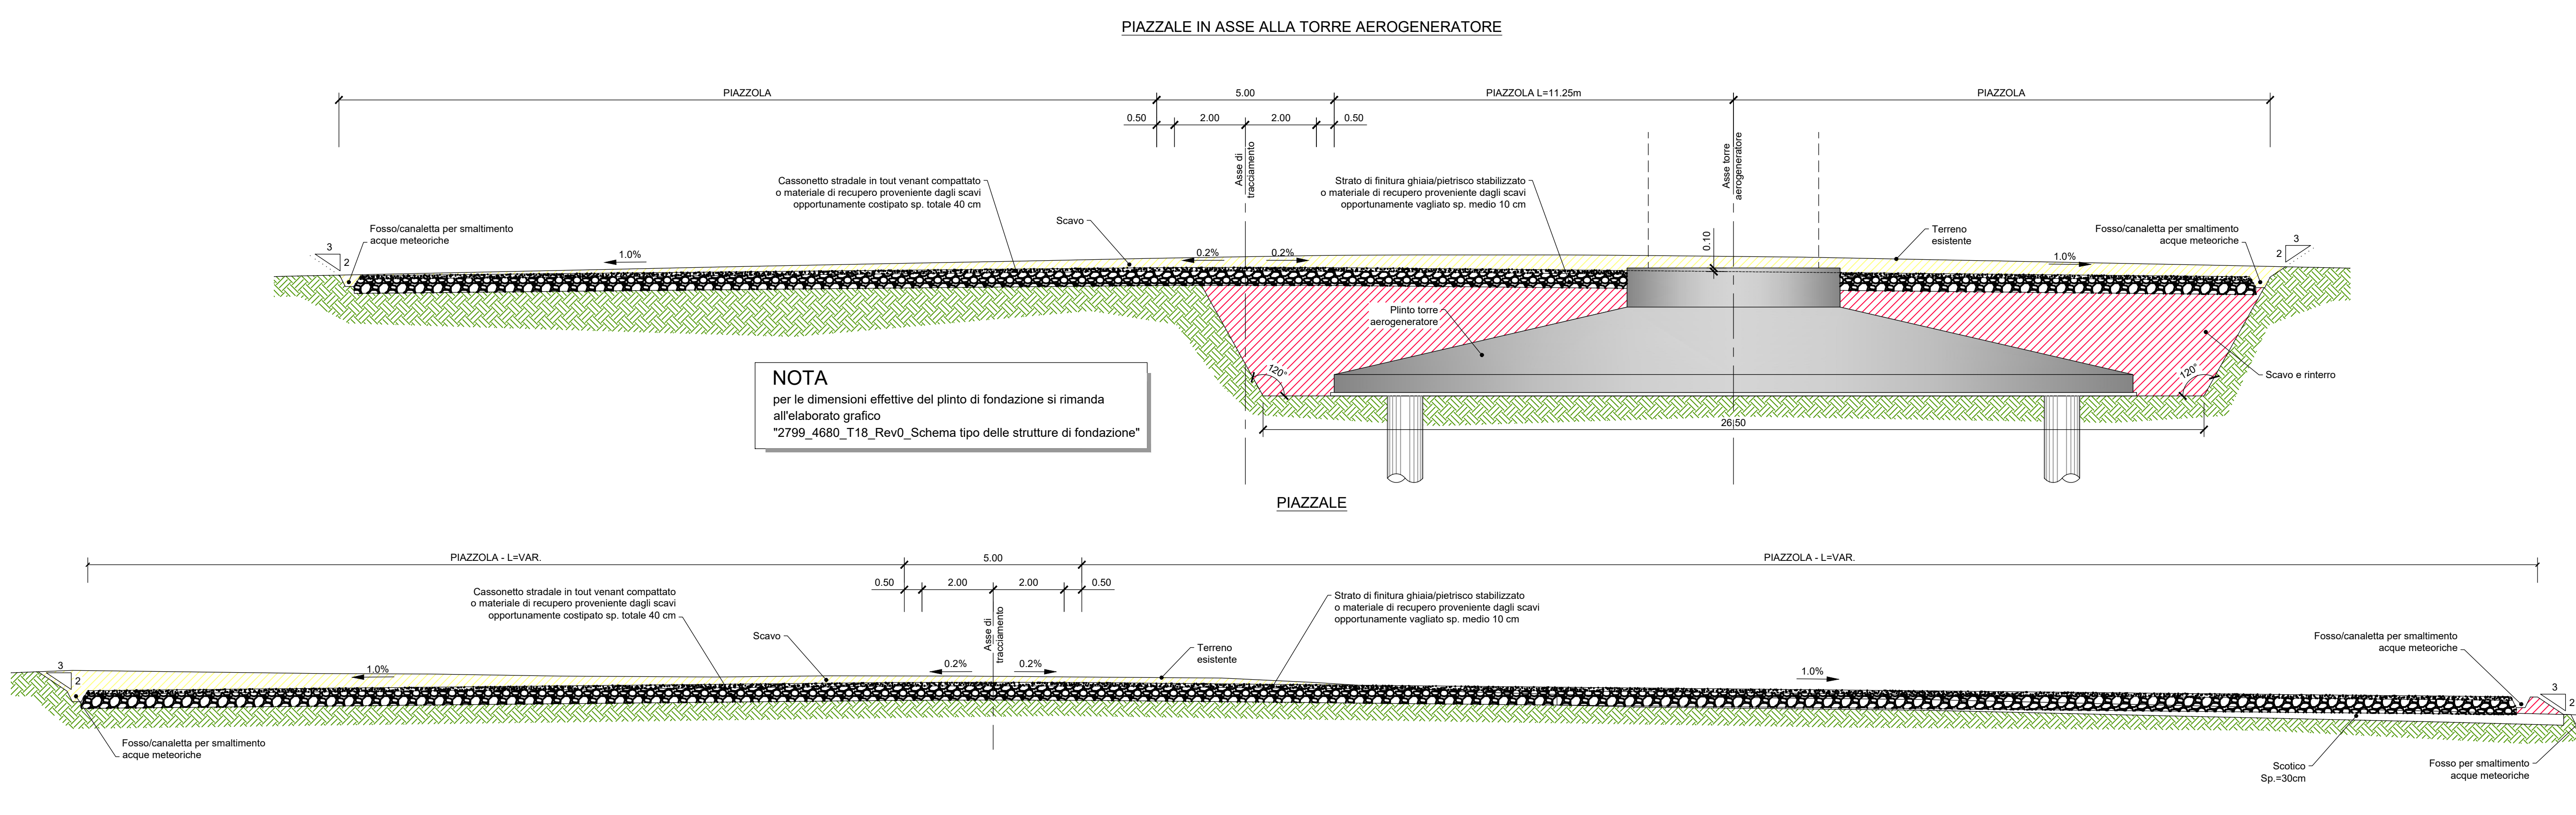 PIAZZALE IN ASSE ALLA TORRE AEROGENERATORE
PIAZZOLA
5.00
PIAZZOLA L=11.25m
PIAZZOLA
0.50
2.00
2.00
0.50
Asse di
tracciamento
Asse torre
aerogeneratore
Cassonetto stradale in tout venant compattato
o materiale di recupero proveniente dagli scavi
opportunamente costipato sp. totale 40 cm
Strato di finitura ghiaia/pietrisco stabilizzato
o materiale di recupero proveniente dagli scavi
opportunamente vagliato sp. medio 10 cm
Scavo
Fosso/canaletta per smaltimento
acque meteoriche
Terreno
esistente
Fosso/canaletta per smaltimento
acque meteoriche
3
2
1.0%
0.2%
0.2%
0.10
1.0%
3
2
Plinto torre
aerogeneratore
120°
120°
Scavo e rinterro
26.50
NOTA
per le dimensioni effettive del plinto di fondazione si rimanda
all'elaborato grafico
"2799_4680_T18_Rev0_Schema tipo delle strutture di fondazione"
PIAZZALE
PIAZZOLA - L=VAR.
5.00
PIAZZOLA - L=VAR.
0.50
2.00
2.00
0.50
Asse di
tracciamento
Cassonetto stradale in tout venant compattato
o materiale di recupero proveniente dagli scavi
opportunamente costipato sp. totale 40 cm
Strato di finitura ghiaia/pietrisco stabilizzato
o materiale di recupero proveniente dagli scavi
opportunamente vagliato sp. medio 10 cm
Scavo
Terreno
esistente
Fosso/canaletta per smaltimento
acque meteoriche
3
2
1.0%
0.2%
0.2%
1.0%
3
2
Fosso/canaletta per smaltimento
acque meteoriche
Scotico
Sp.=30cm
Fosso per smaltimento
acque meteoriche